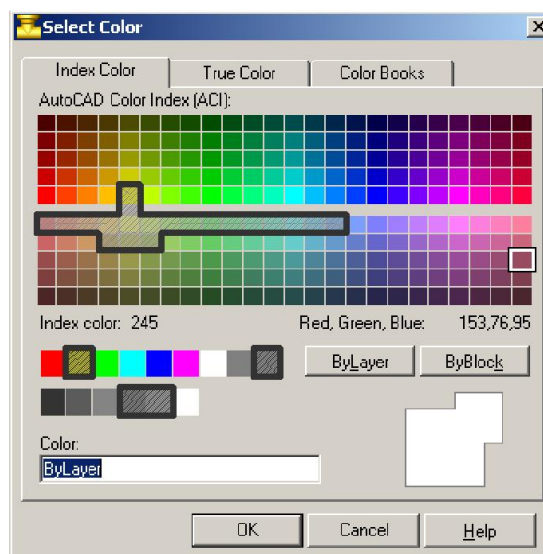 Select Color
Index Color True Color Color Books
AutoCAD Color Index (ACI):
Index color: 245 Red, Green, Blue: 153,76,95
ByLayer ByBlock
Color:
ByLayer
OK Cancel Help